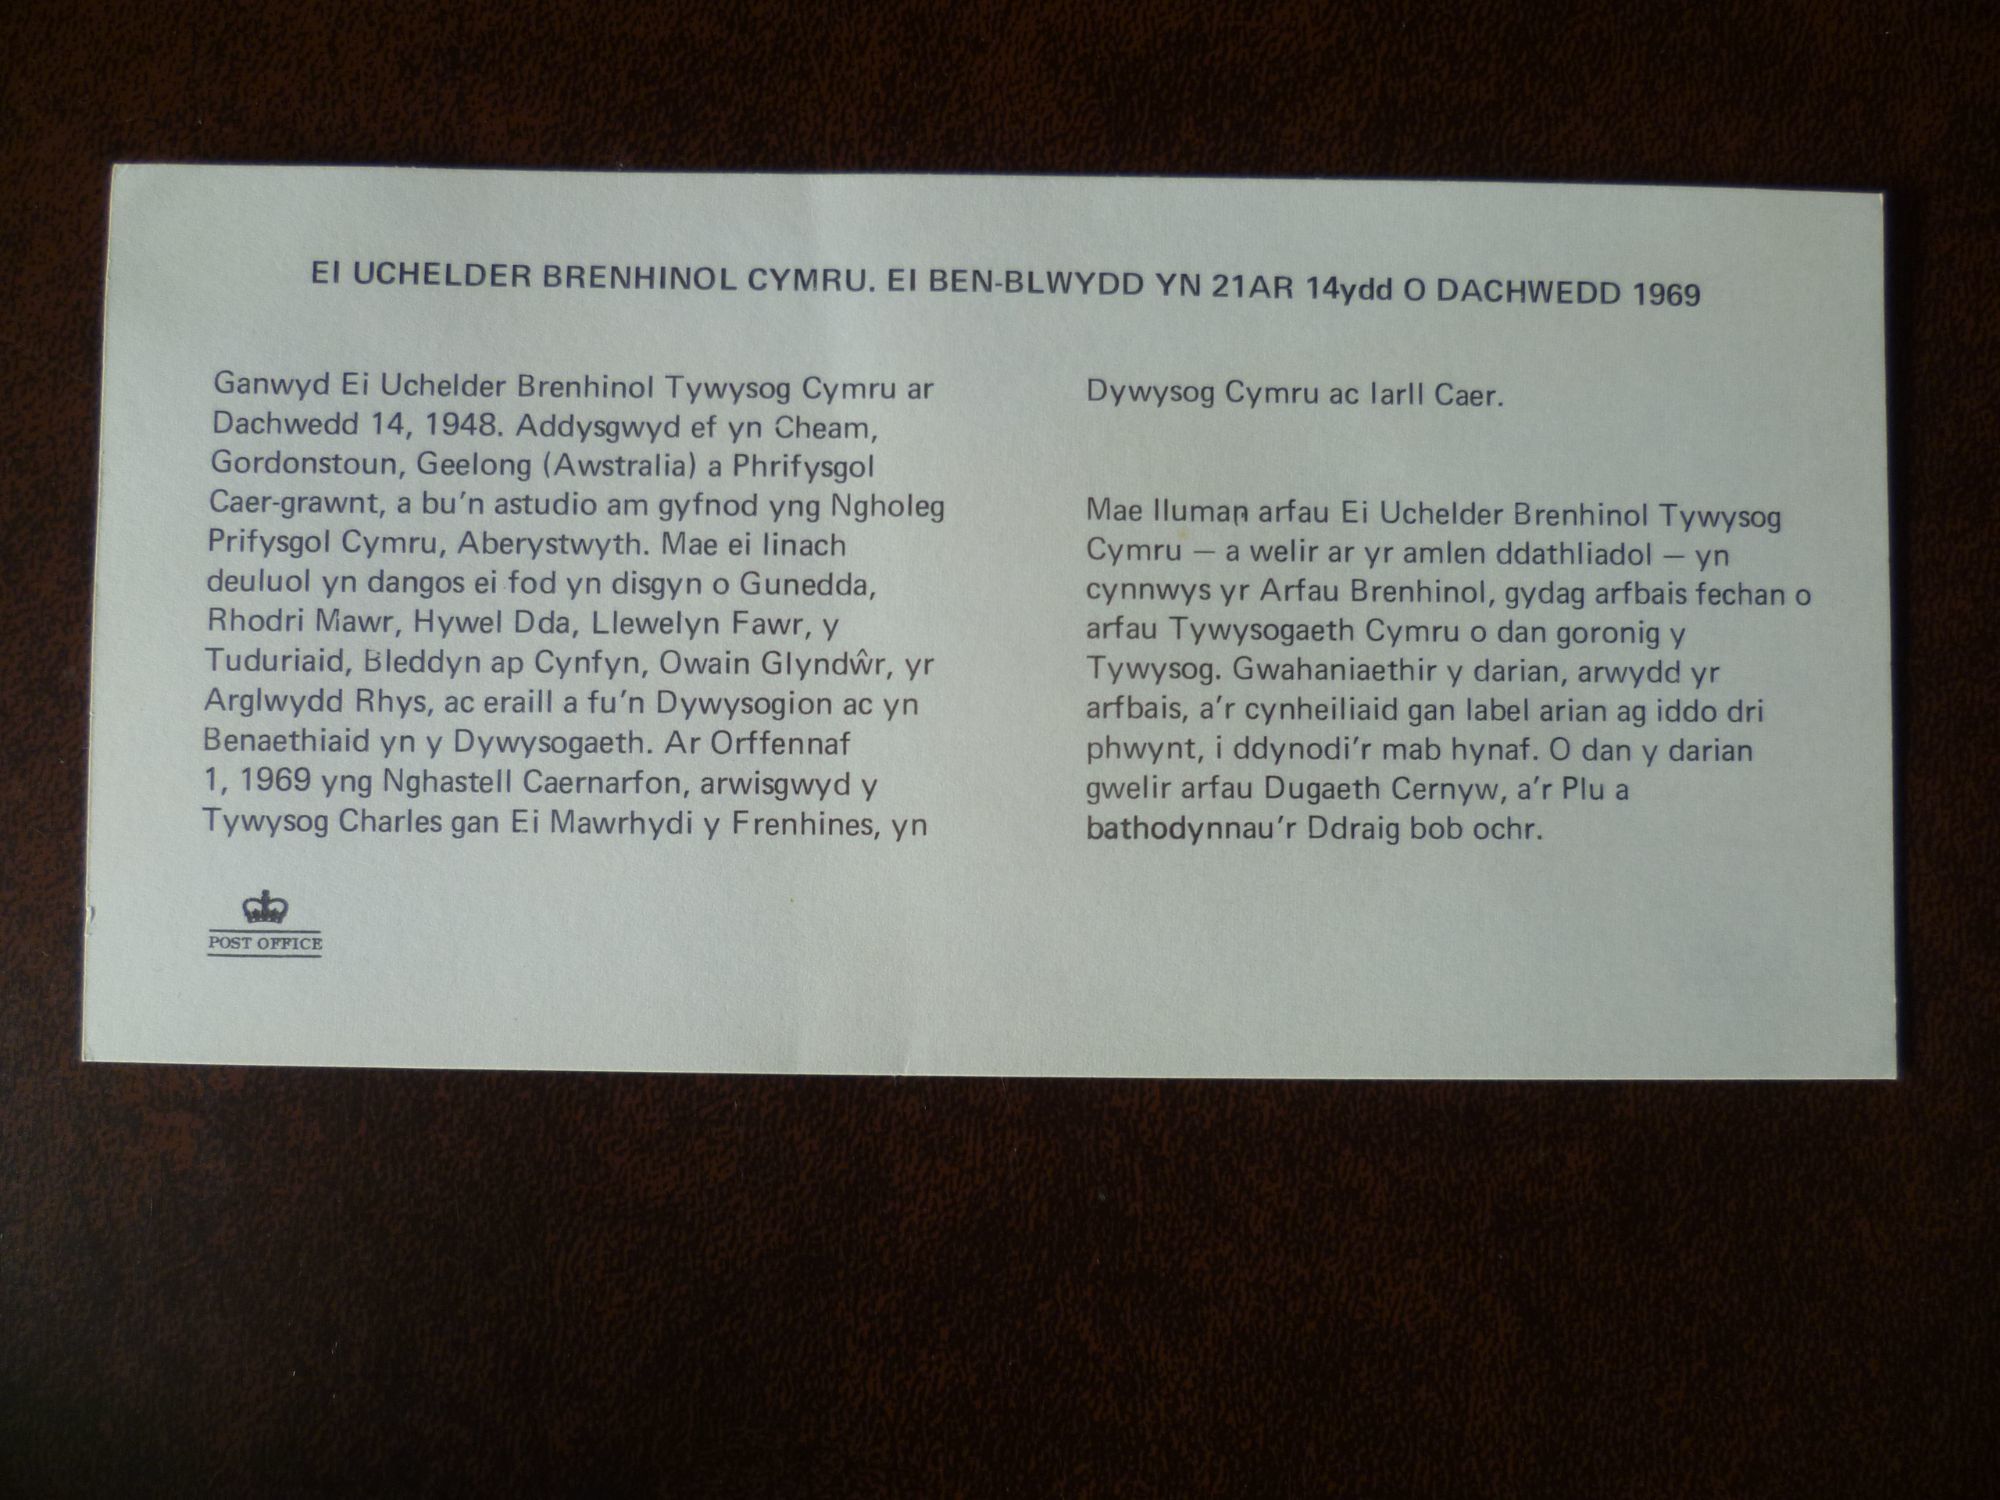 EI UCHELDER BRENHINOL CYMRU. EI BEN-BLWYDD YN 21AR 14ydd O DACHWEDD 1969
Ganwyd Ei Uchelder Brenhinol Tywysog Cymru ar
Dachwedd 14, 1948. Addysgwyd ef yn Cheam,
Gordonstoun, Geelong (Awstralia) a Phrifysgol
Caer-grawnt, a bu'n astudio am gyfnod yng Ngholeg
Prifysgol Cymru, Aberystwyth. Mae ei linach
deuluol yn dangos ei fod yn disgyn o Gunedda,
Rhodri Mawr, Hywel Dda, Llewelyn Fawr, y
Tuduriaid, Bleddyn ap Cynfyn, Owain Glyndŵr, yr
Arglwydd Rhys, ac eraill a fu'n Dywysogion ac yn
Benaethiaid yn y Dywysogaeth. Ar Orffennaf
1, 1969 yng Nghastell Caernarfon, arwisgwyd y
Tywysog Charles gan Ei Mawrhydi y Frenhines, yn
Dywysog Cymru ac Iarll Caer.
Mae lluman arfau Ei Uchelder Brenhinol Tywysog
Cymru — a welir ar yr amlen ddathliadol — yn
cynnwys yr Arfau Brenhinol, gydag arfbais fechan o
arfau Tywysogaeth Cymru o dan goronig y
Tywysog. Gwahaniaethir y darian, arwydd yr
arfbais, a'r cynheiliaid gan label arian ag iddo dri
phwynt, i ddynodi'r mab hynaf. O dan y darian
gwelir arfau Dugaeth Cernyw, a'r Plu a
bathodynnau'r Ddraig bob ochr.
POST OFFICE